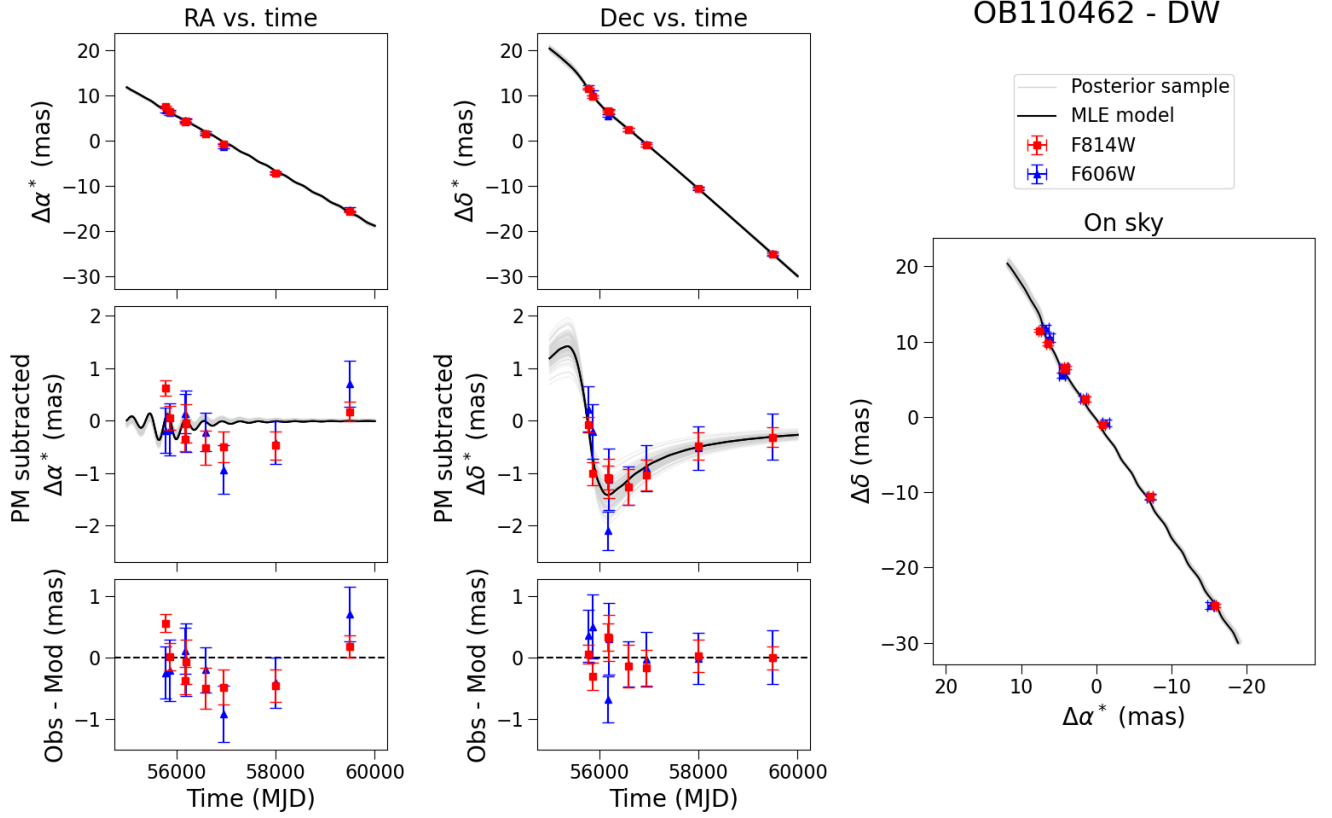 OB110462 - DW
RA vs. time
20
10
0
−10
−20
−30
Δα* (mas)
2
1
0
−1
−2
PM subtracted
Δα* (mas)
1
0
−1
Obs - Mod (mas)
56000 58000 60000
Time (MJD)
Dec vs. time
20
10
0
−10
−20
−30
Δδ* (mas)
2
1
0
−1
−2
PM subtracted
Δδ* (mas)
1
0
−1
Obs - Mod (mas)
56000 58000 60000
Time (MJD)
Posterior sample
MLE model
F814W
F606W
On sky
20
10
0
−10
−20
−30
Δδ (mas)
20 10 0 −10 −20
Δα* (mas)